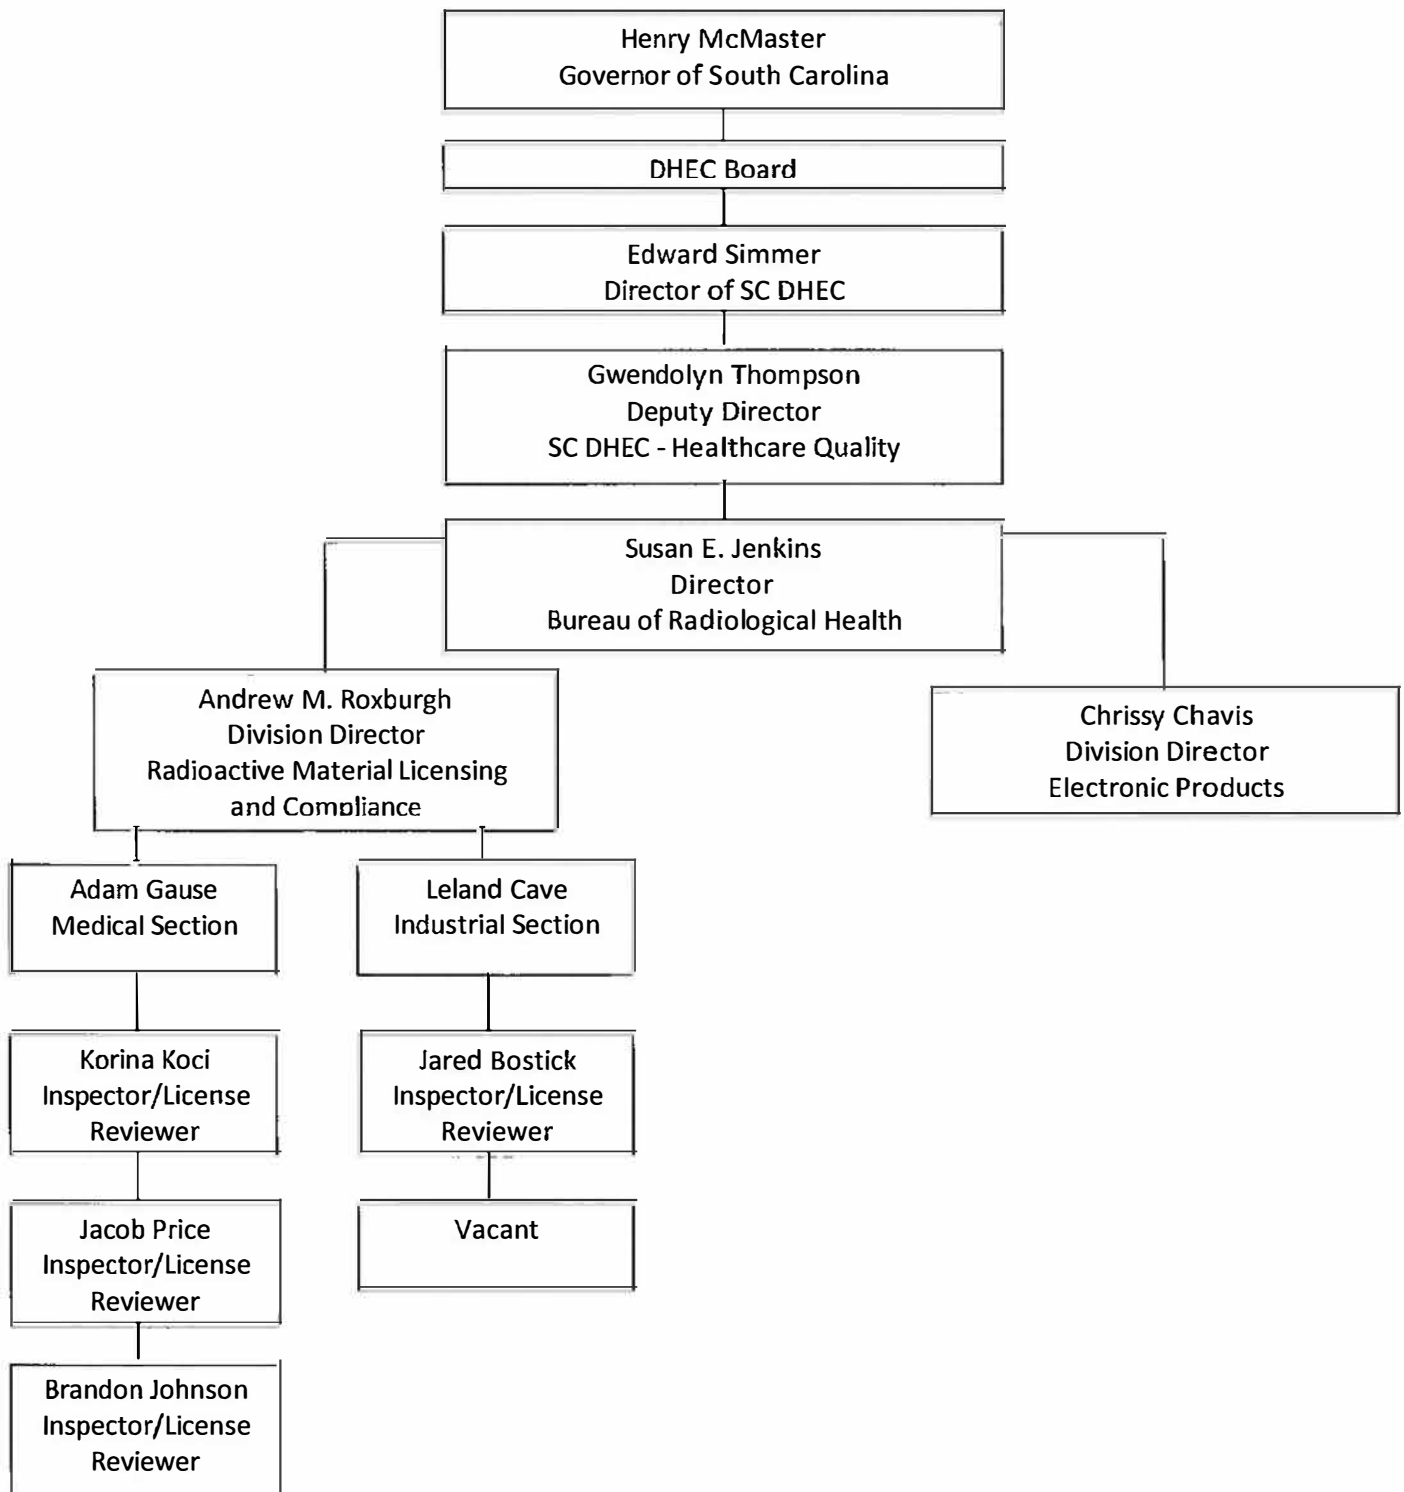 Henry McMaster
Governor of South Carolina
DHEC Board
Edward Simmer
Director of SC DHEC
Gwendolyn Thompson
Deputy Director
SC DHEC - Healthcare Quality
Susan E. Jenkins
Director
Bureau of Radiological Health
Andrew M. Roxburgh
Division Director
Radioactive Material Licensing
and Compliance
Chrissy Chavis
Division Director
Electronic Products
Adam Gause
Medical Section
Leland Cave
Industrial Section
Korina Koci
Inspector/License
Reviewer
Jared Bostick
Inspector/License
Reviewer
Jacob Price
Inspector/License
Reviewer
Vacant
Brandon Johnson
Inspector/License
Reviewer